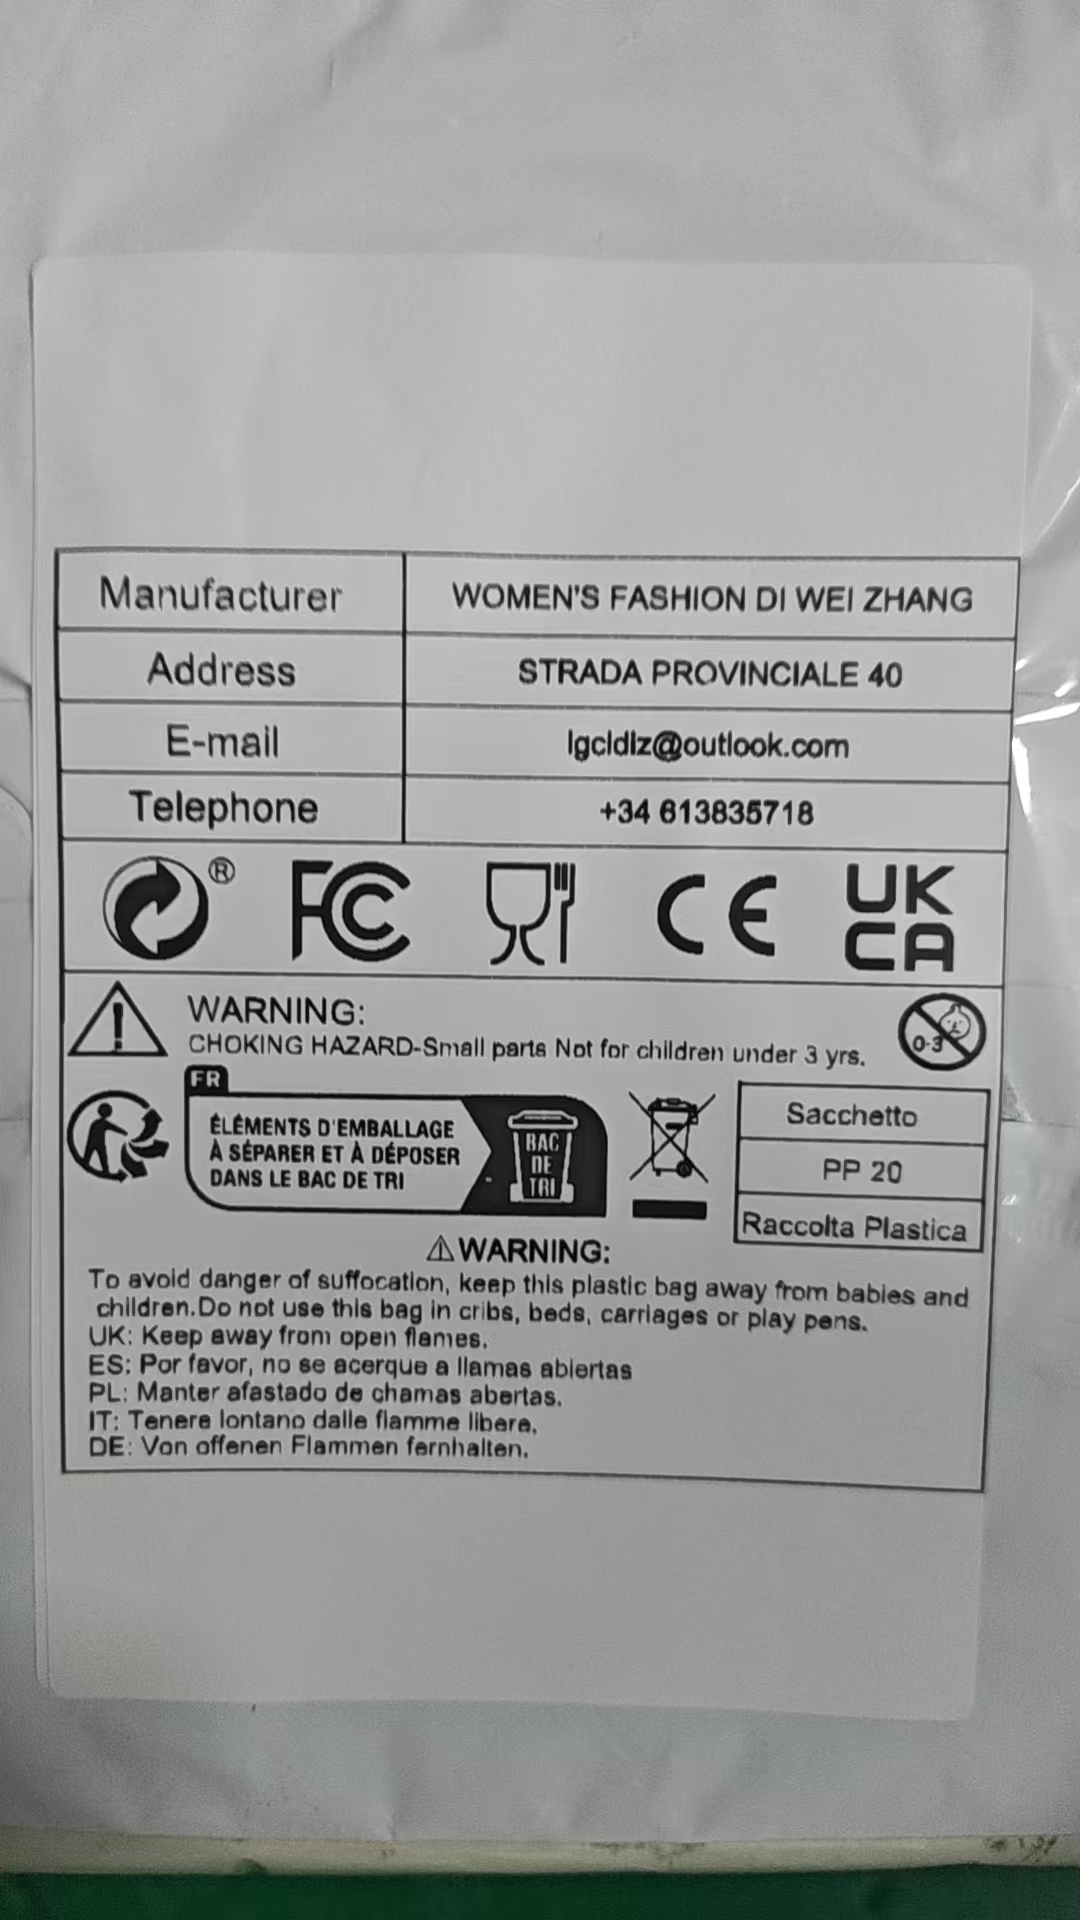 Manufacturer WOMEN'S FASHION DI WEI ZHANG
Address STRADA PROVINCIALE 40
E-mail lgcldlz@outlook.com
Telephone +34 613835718
® FC CE UK
CA
WARNING:
CHOKING HAZARD-Small parts Not for children under 3 yrs.
0-3
FR
ÉLÉMENTS D'EMBALLAGE
À SÉPARER ET À DÉPOSER
DANS LE BAC DE TRI
BAC
DE
TRI
Sacchetto
PP 20
Raccolta Plastica
⚠WARNING:
To avoid danger of suffocation, keep this plastic bag away from babies and
children.Do not use this bag in cribs, beds, carriages or play pens.
UK: Keep away from open flames.
ES: Por favor, no se acerque a llamas abiertas
PL: Manter afastado de chamas abertas.
IT: Tenere lontano dalle fiamme libere.
DE: Von offenen Flammen fernhalten.